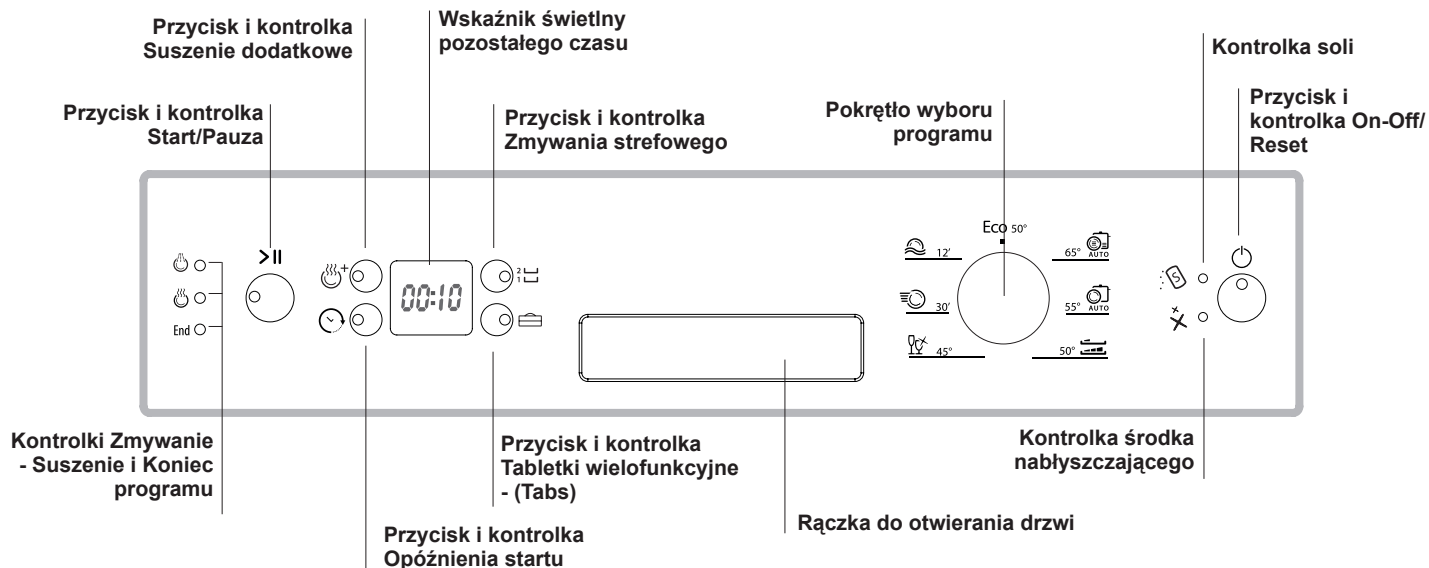 Przycisk i kontrolka
Suszenie dodatkowe
Wskaźnik świetlny
pozostałego czasu
Kontrolka soli
Przycisk i kontrolka
Start/Pauza
Przycisk i kontrolka
Zmywania strefowego
Pokrętło wyboru
programu
Przycisk i
kontrolka On-Off/
Reset
Eco 50°
12’
65° AUTO
>II
2
1
00:10
S
30’
55° AUTO
End
45°
50°
Kontrolki Zmywanie
- Suszenie i Koniec
programu
Przycisk i kontrolka
Tabletki wielofunkcyjne
- (Tabs)
Kontrolka środka
nabłyszczającego
Rączka do otwierania drzwi
Przycisk i kontrolka
Opóźnienia startu